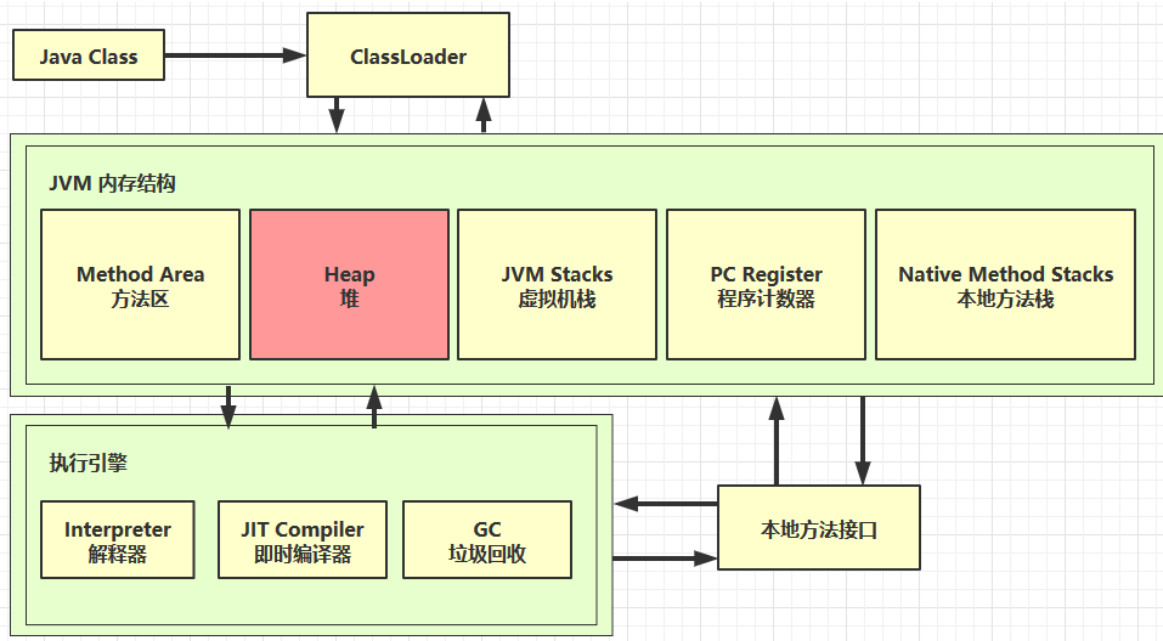 Java Class
ClassLoader
JVM 内存结构
Method Area
方法区
Heap
堆
JVM Stacks
虚拟机栈
PC Register
程序计数器
Native Method Stacks
本地方法栈
执行引擎
Interpreter
解释器
JIT Compiler
即时编译器
GC
垃圾回收
本地方法接口